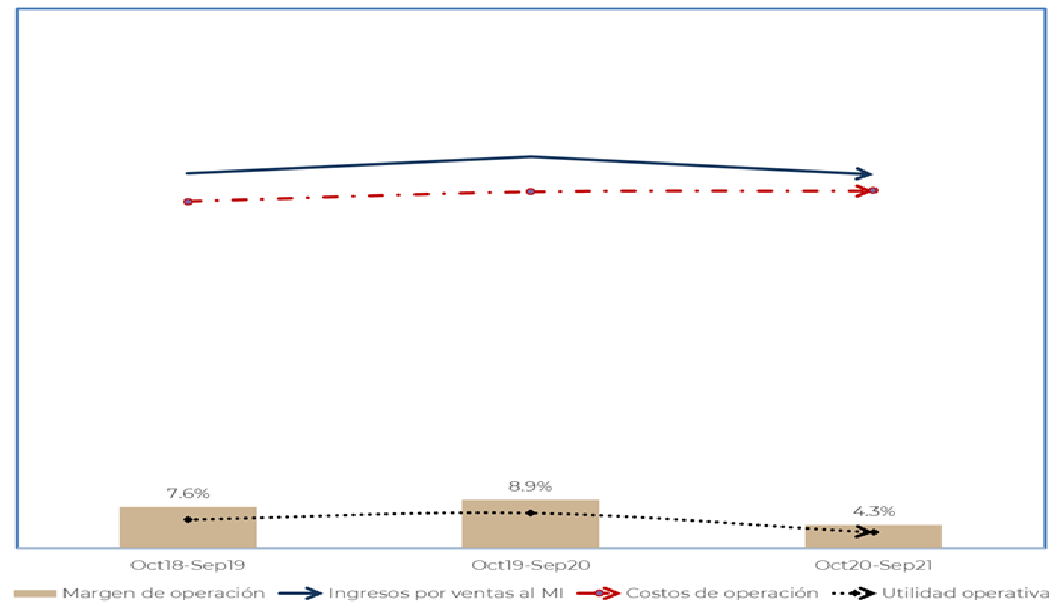 8.9%
7.6%
4.3%
Oct18-Sep19 Oct19-Sep20 Oct20-Sep21
Margen de operación Ingresos por ventas al MI Costos de operación Utilidad operativa